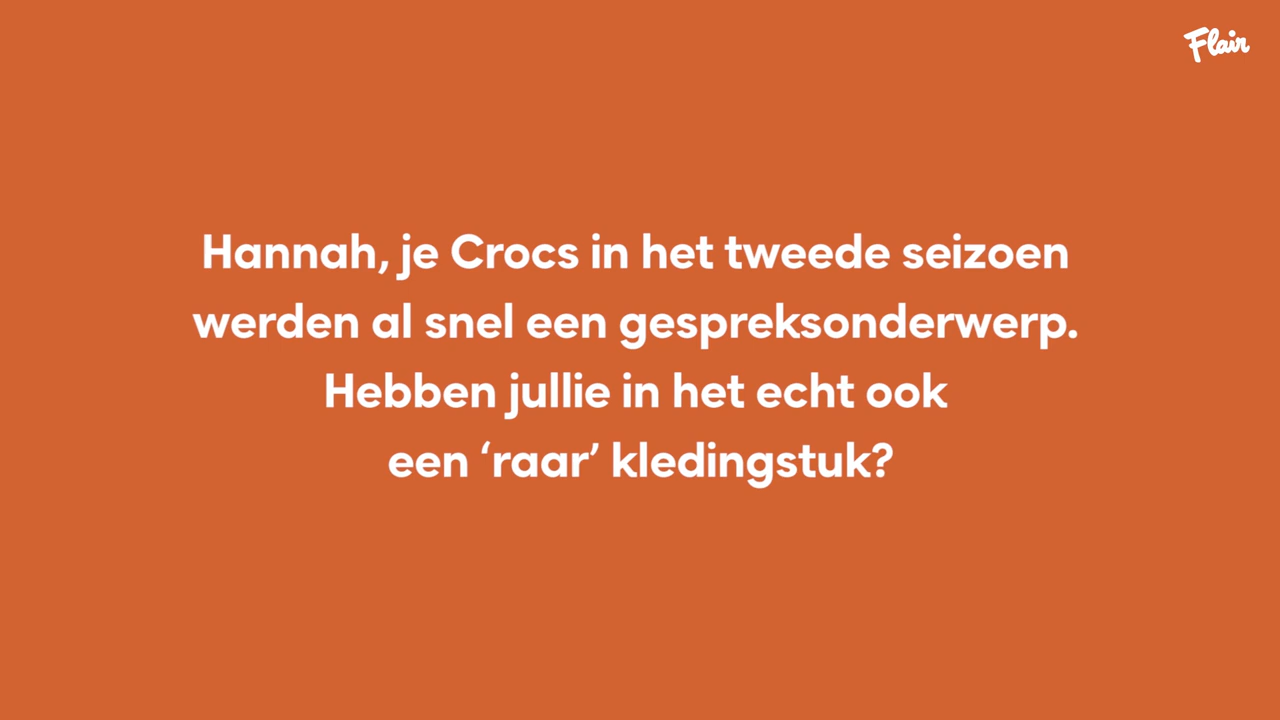 Flair
Hannah, je Crocs in het tweede seizoen
werden al snel een gespreksonderwerp.
Hebben jullie in het echt ook
een ‘raar’ kledingstuk?